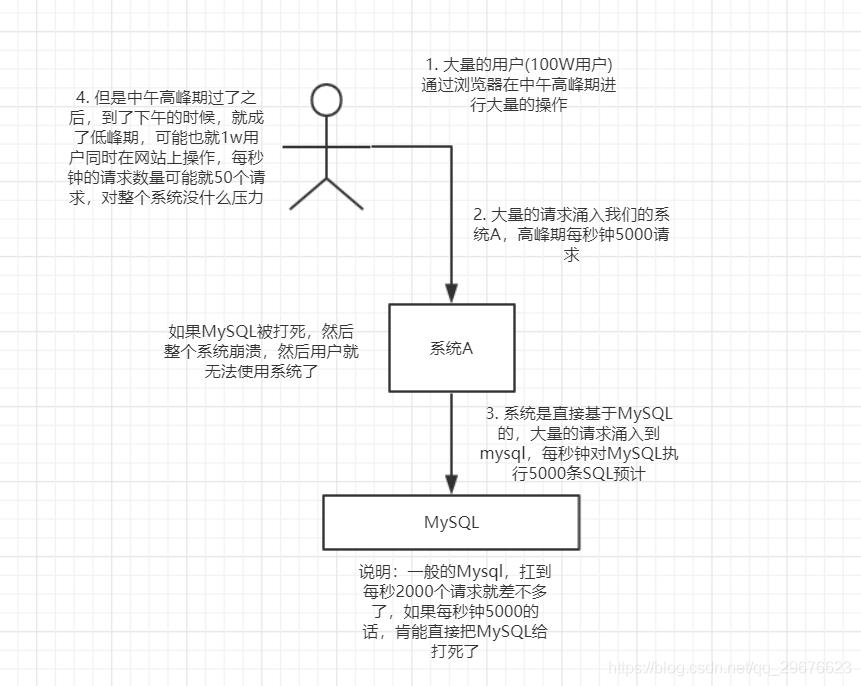 1. 大量的用户(100W用户)
通过浏览器在中午高峰期进
行大量的操作
4. 但是中午高峰期过了之
后，到了下午的时候，就成
了低峰期，可能也就1w用
户同时在网站上操作，每秒
钟的请求数量可能就50个请
求，对整个系统没什么压力
2. 大量的请求涌入我们的系
统A，高峰期每秒钟5000请
求
如果MySQL被打死，然后
整个系统崩溃，然后用户就
无法使用系统了
系统A
3. 系统是直接基于MySQL
的，大量的请求涌入到
mysql，每秒钟对MySQL执
行5000条SQL预计
MySQL
说明：一般的Mysql，扛到
每秒2000个请求就差不多
了，如果每秒钟5000的
话，肯能直接把MySQL给
打死了
https://blog.csdn.net/qq_29676623